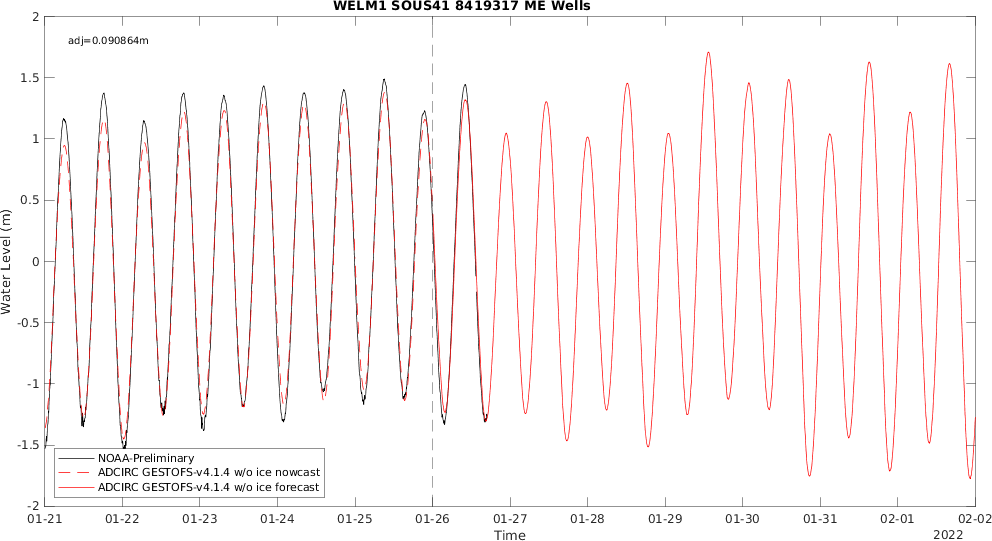 WELM1 SOUS41 8419317 ME Wells
adj=0.090864m
2
1.5
1
0.5
0
-0.5
-1
-1.5
-2
Water Level (m)
NOAA-Preliminary
ADCIRC GESTOFS-v4.1.4 w/o ice nowcast
ADCIRC GESTOFS-v4.1.4 w/o ice forecast
01-21 01-22 01-23 01-24 01-25 01-26 01-27 01-28 01-29 01-30 01-31 02-01 02-02
Time
2022